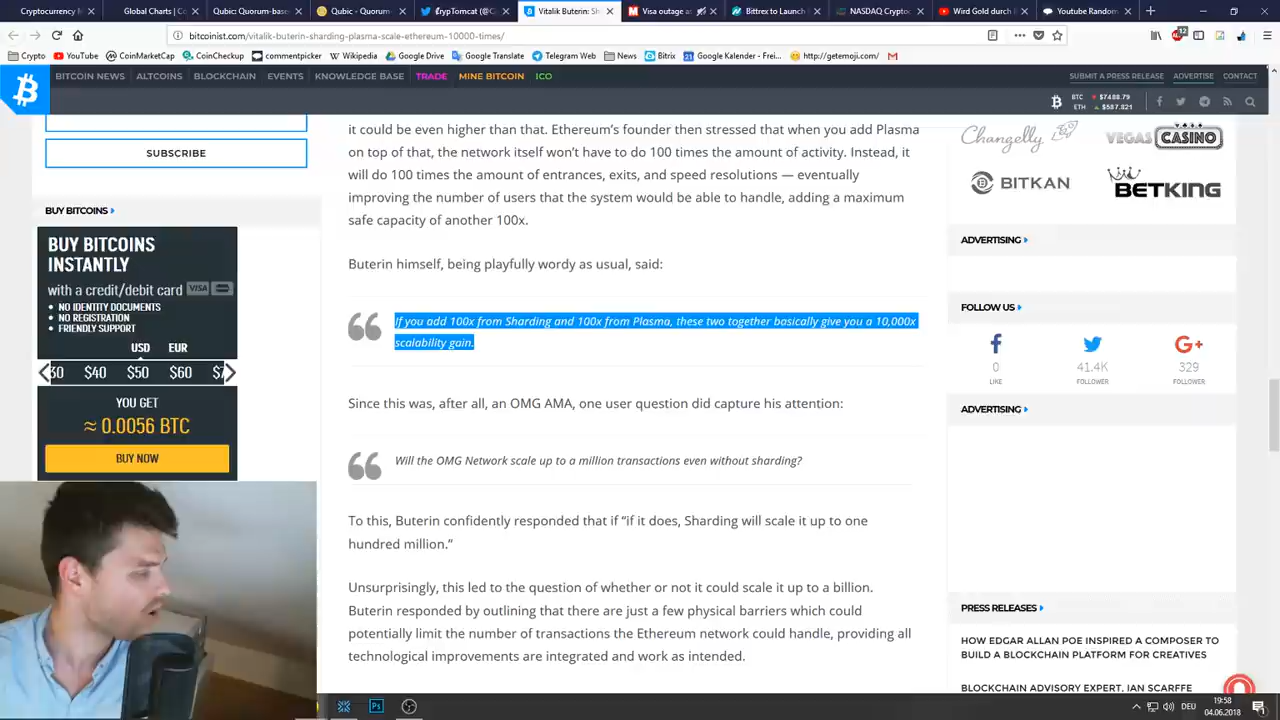 Cryptocurrency M
Global Charts | Co
Qubic: Quorum-base
Qubic - Quorum-
CrypTomcat (@G
Vitalik Buterin: Sh
Visa outage as
Bittrex to Launch
NASDAQ Cryptoc
Wird Gold durch
Youtube Random
bitcoinist.com/vitalik-buterin-sharding-plasma-scale-ethereum-10000-times/
Crypto
YouTube
CoinMarketCap
CoinCheckup
commentpicker
Wikipedia
Google Drive
Google Translate
Telegram Web
News
Bitrix
Google Kalender - Frei...
http://getemoji.com/
BITCOIN NEWS ALTCOINS BLOCKCHAIN EVENTS KNOWLEDGE BASE TRADE MINE BITCOIN ICO
SUBMIT A PRESS RELEASE ADVERTISE CONTACT
BTC $7488.79
ETH $587.821
SUBSCRIBE
BUY BITCOINS
BUY BITCOINS
INSTANTLY
with a credit/debit card VISA
• NO IDENTITY DOCUMENTS
• NO REGISTRATION
• FRIENDLY SUPPORT
USD EUR
30 $40 $50 $60 $7
YOU GET
≈ 0.0056 BTC
BUY NOW
it could be even higher than that. Ethereum's founder then stressed that when you add Plasma
on top of that, the network itself won't have to do 100 times the amount of activity. Instead, it
will do 100 times the amount of entrances, exits, and speed resolutions — eventually
improving the number of users that the system would be able to handle, adding a maximum
safe capacity of another 100x.
Buterin himself, being playfully wordy as usual, said:
If you add 100x from Sharding and 100x from Plasma, these two together basically give you a 10,000x
scalability gain.
Since this was, after all, an OMG AMA, one user question did capture his attention:
Will the OMG Network scale up to a million transactions even without sharding?
To this, Buterin confidently responded that if "if it does, Sharding will scale it up to one
hundred million."
Unsurprisingly, this led to the question of whether or not it could scale it up to a billion.
Buterin responded by outlining that there are just a few physical barriers which could
potentially limit the number of transactions the Ethereum network could handle, providing all
technological improvements are integrated and work as intended.
Changelly
VEGAS CASINO
BITKAN
BETKING
ADVERTISING
FOLLOW US
0 41.4K 329
LIKE FOLLOWER FOLLOWER
ADVERTISING
PRESS RELEASES
HOW EDGAR ALLAN POE INSPIRED A COMPOSER TO
BUILD A BLOCKCHAIN PLATFORM FOR CREATIVES
BLOCKCHAIN ADVISORY EXPERT, IAN SCARFFE
Ps
DEU
19:58
04.06.2018